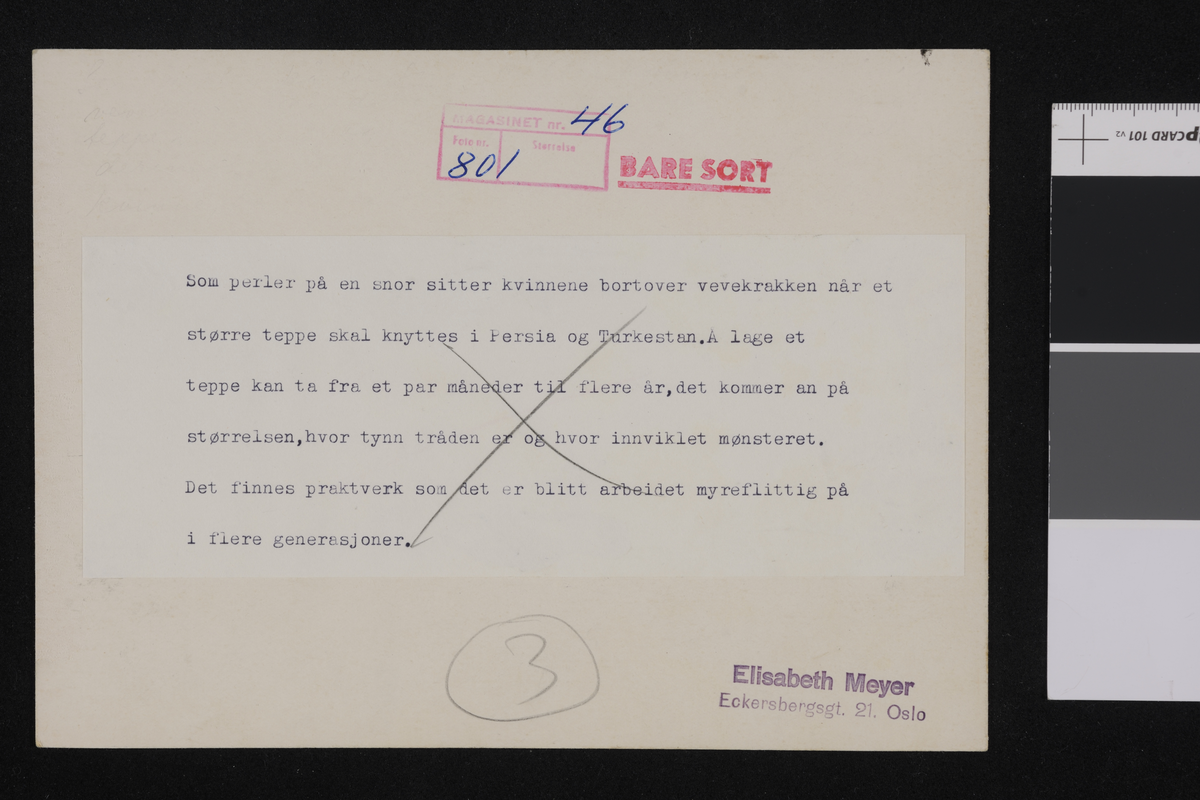 MAGASINET nr. 46
Foto nr. Størrelse
801
BARE SORT
Som perler på en snor sitter kvinnene bortover vevekrakken når et
større teppe skal knyttes i Persia og Turkestan.Å lage et
teppe kan ta fra et par måneder til flere år,det kommer an på
størrelsen,hvor tynn tråden er og hvor innviklet mønsteret.
Det finnes praktverk som det er blitt arbeidet myreflittig på
i flere generasjoner.
3
Elisabeth Meyer
Eckersbergsgt. 21. Oslo
CARD 101 v2